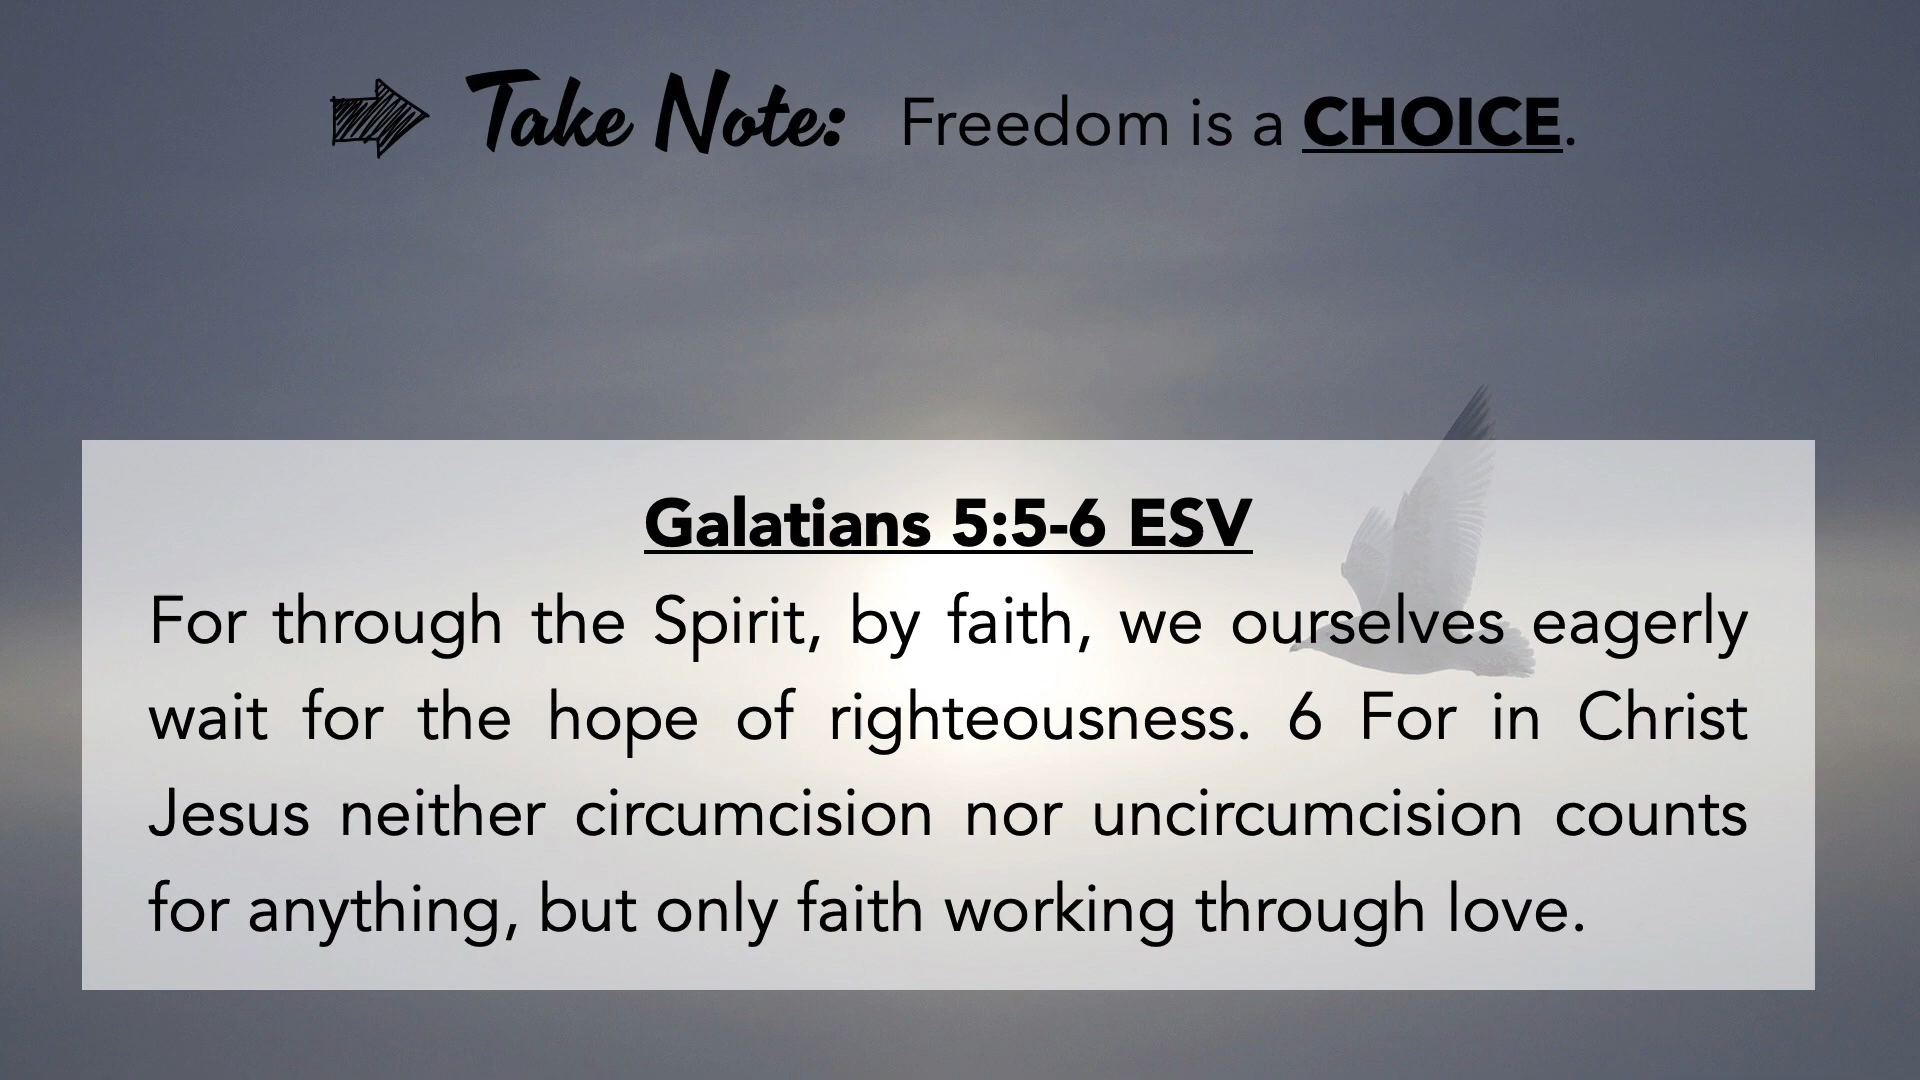 Take Note: Freedom is a CHOICE.
Galatians 5:5-6 ESV
For through the Spirit, by faith, we ourselves eagerly
wait for the hope of righteousness. 6 For in Christ
Jesus neither circumcision nor uncircumcision counts
for anything, but only faith working through love.